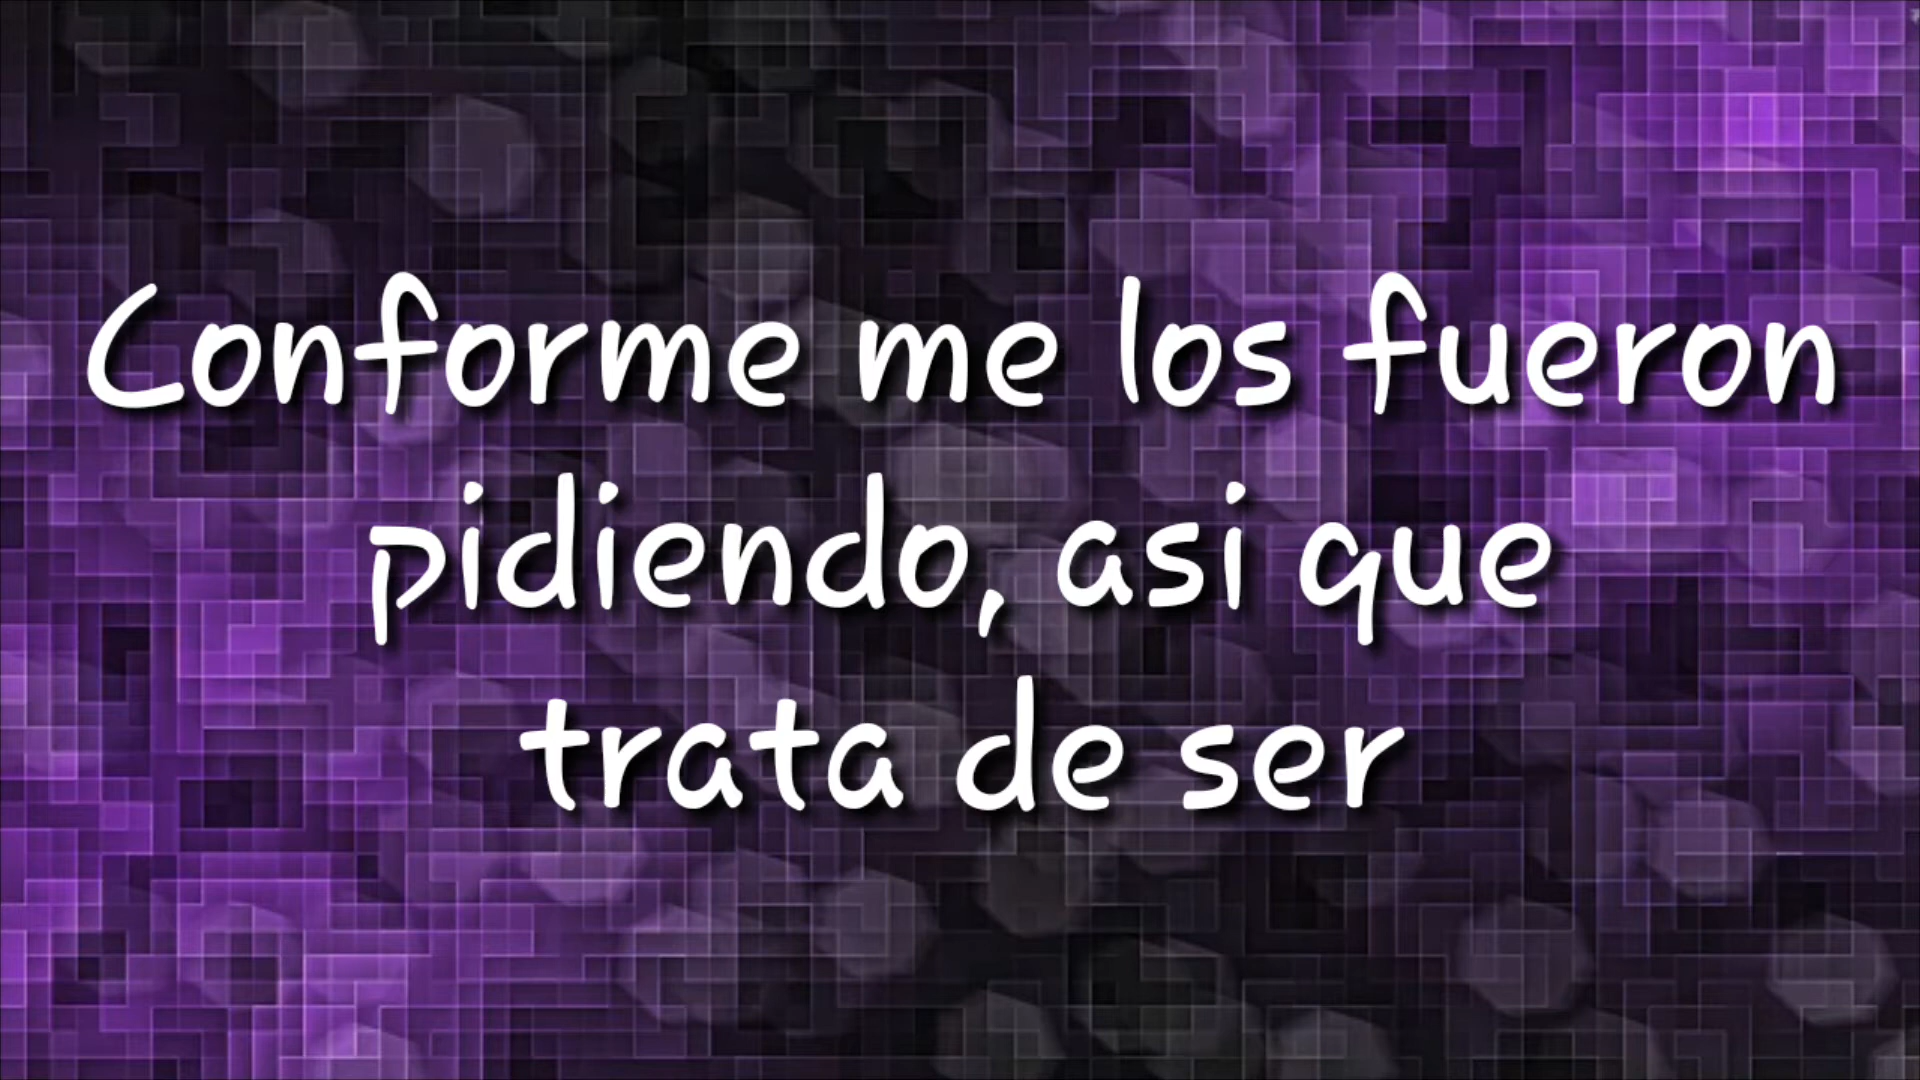 Conforme me los fueron
pidiendo, asi que
trata de ser